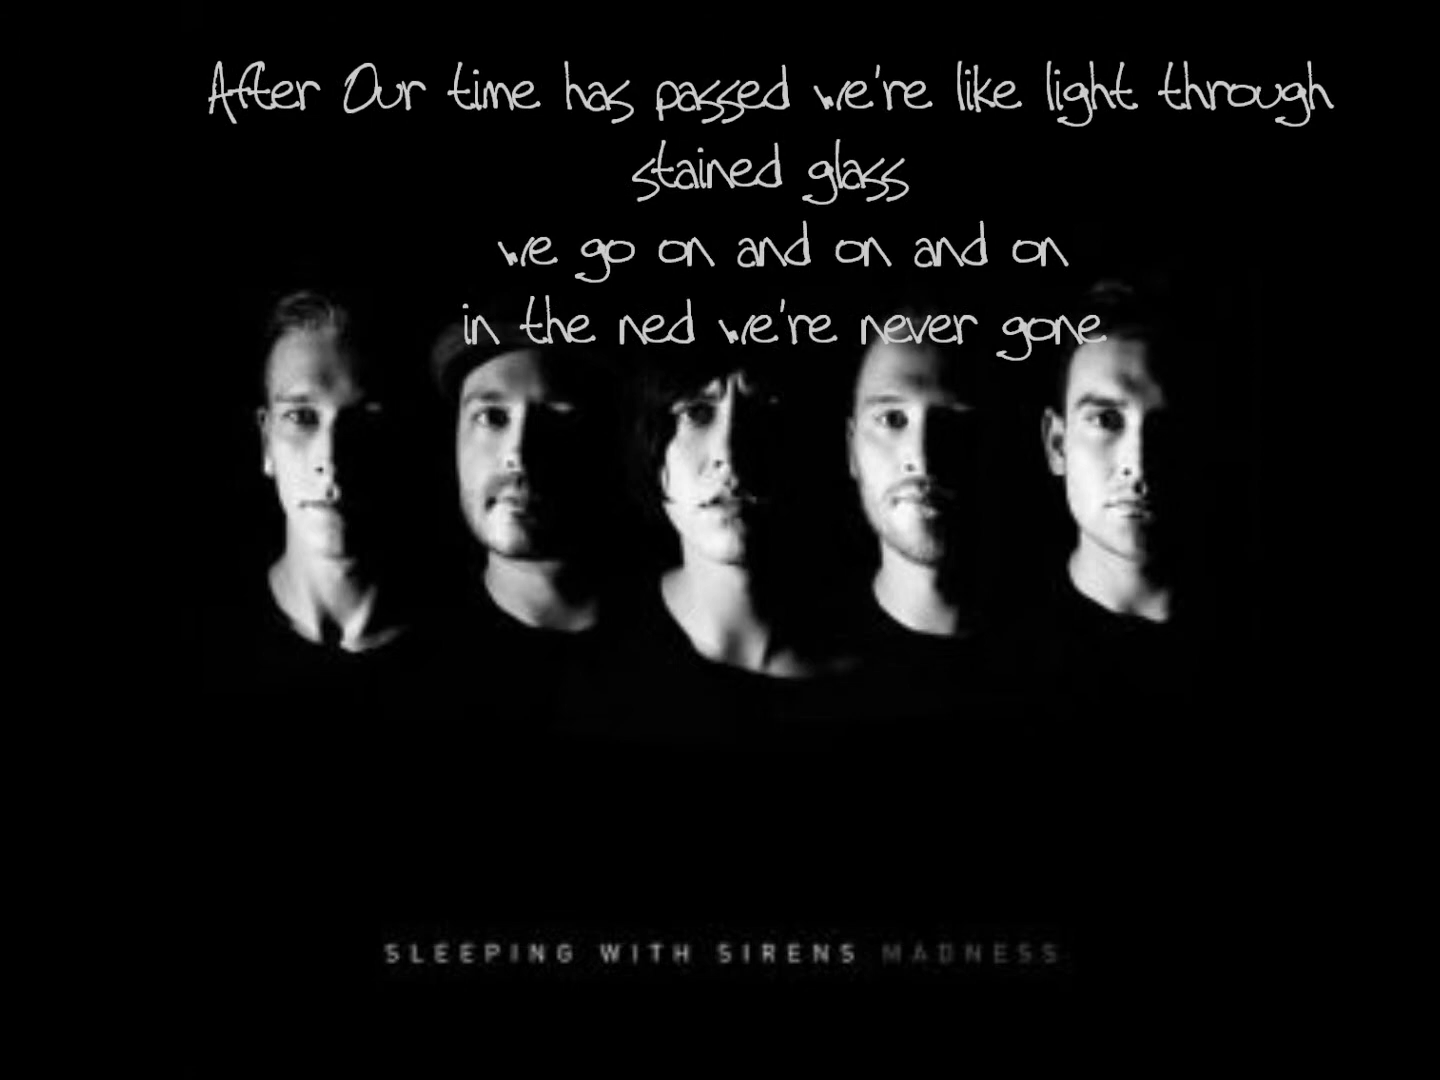 After Our time has passed we're like light through
stained glass
we go on and on and on
in the ned we're never gone
SLEEPING WITH SIRENS MADNESS